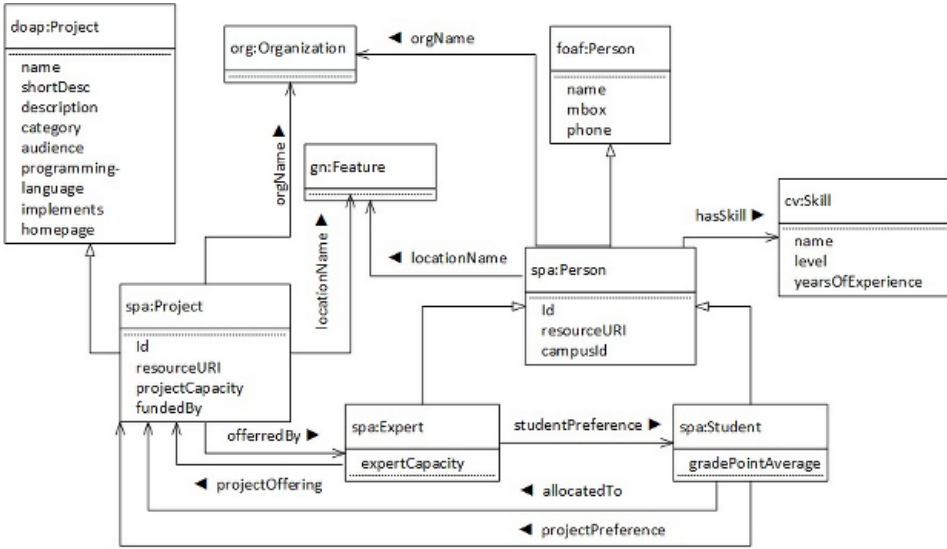 doap:Project
name
shortDesc
description
category
audience
programming-
language
implements
homepage
org:Organization
◄ orgName
foaf:Person
name
mbox
phone
orgName ►
gn:Feature
locationName ►
◄ locationName
hasSkill ►
cv:Skill
name
level
yearsOfExperience
spa:Person
Id
resourceURI
campusId
spa:Project
Id
resourceURI
projectCapacity
fundedBy
offerredBy ►
◄ projectOffering
spa:Expert
expertCapacity
studentPreference ►
spa:Student
gradePointAverage
◄ allocatedTo
◄ projectPreference